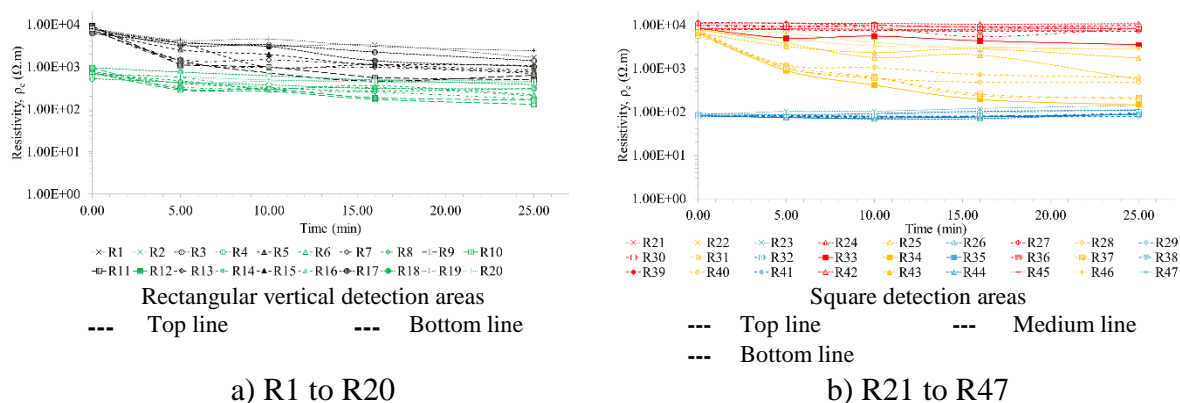 1.00E+04
1.00E+03
1.00E+02
1.00E+01
1.00E+00
Resistivity, ρc (Ω.m)
0.00 5.00 10.00 15.00 20.00 25.00
Time (min)
R1 R2 R3 R4 R5 R6 R7 R8 R9 R10
R11 R12 R13 R14 R15 R16 R17 R18 R19 R20
Rectangular vertical detection areas
Top line Bottom line
a) R1 to R20
1.00E+04
1.00E+03
1.00E+02
1.00E+01
1.00E+00
Resistivity, ρc (Ω.m)
0.00 5.00 10.00 15.00 20.00 25.00
Time (min)
R21 R22 R23 R24 R25 R26 R27 R28 R29
R30 R31 R32 R33 R34 R35 R36 R37 R38
R39 R40 R41 R42 R43 R44 R45 R46 R47
Square detection areas
Top line Medium line
Bottom line
b) R21 to R47